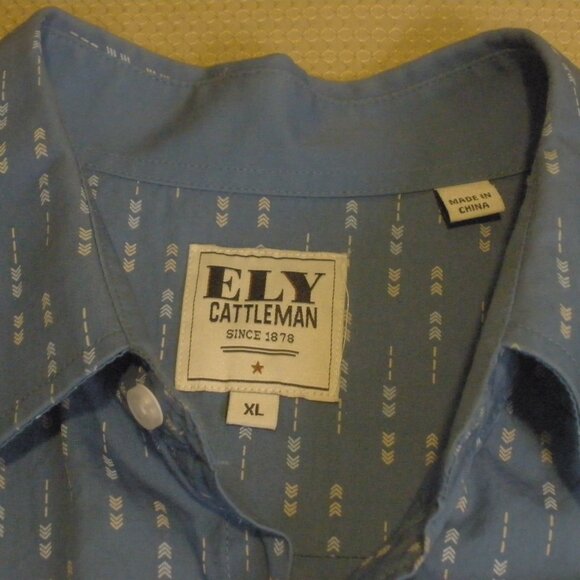 ELY
CATTLEMAN
SINCE 1878
XL
MADE IN
CHINA